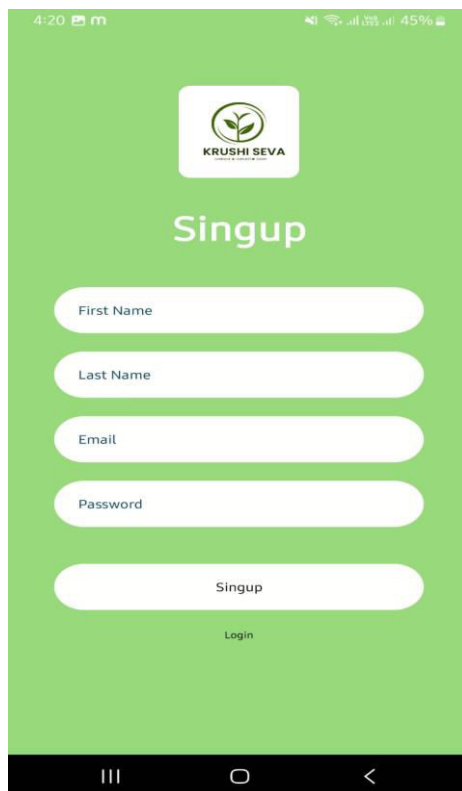 4:20 m 45%
KRUSHI SEVA
Singup
First Name
Last Name
Email
Password
Singup
Login